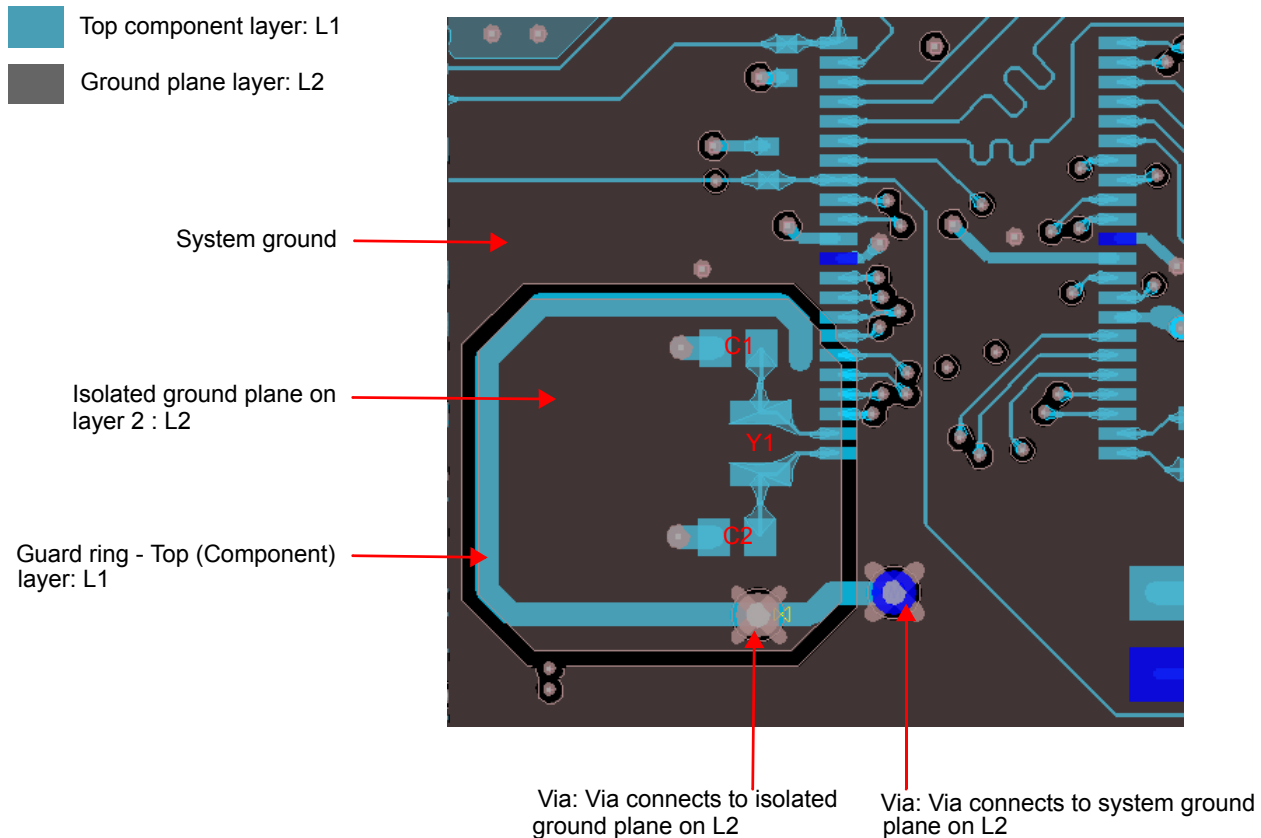 Top component layer: L1
Ground plane layer: L2
System ground
C1
Isolated ground plane on
layer 2 : L2
Y1
C2
Guard ring - Top (Component)
layer: L1
Via: Via connects to isolated
ground plane on L2
Via: Via connects to system ground
plane on L2